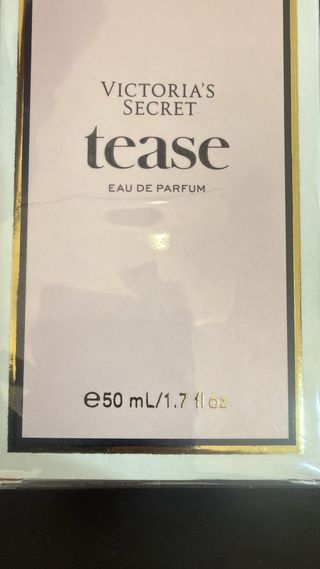 VICTORIA'S
SECRET
tease
EAU DE PARFUM
℮50 mL/1.7 fl oz